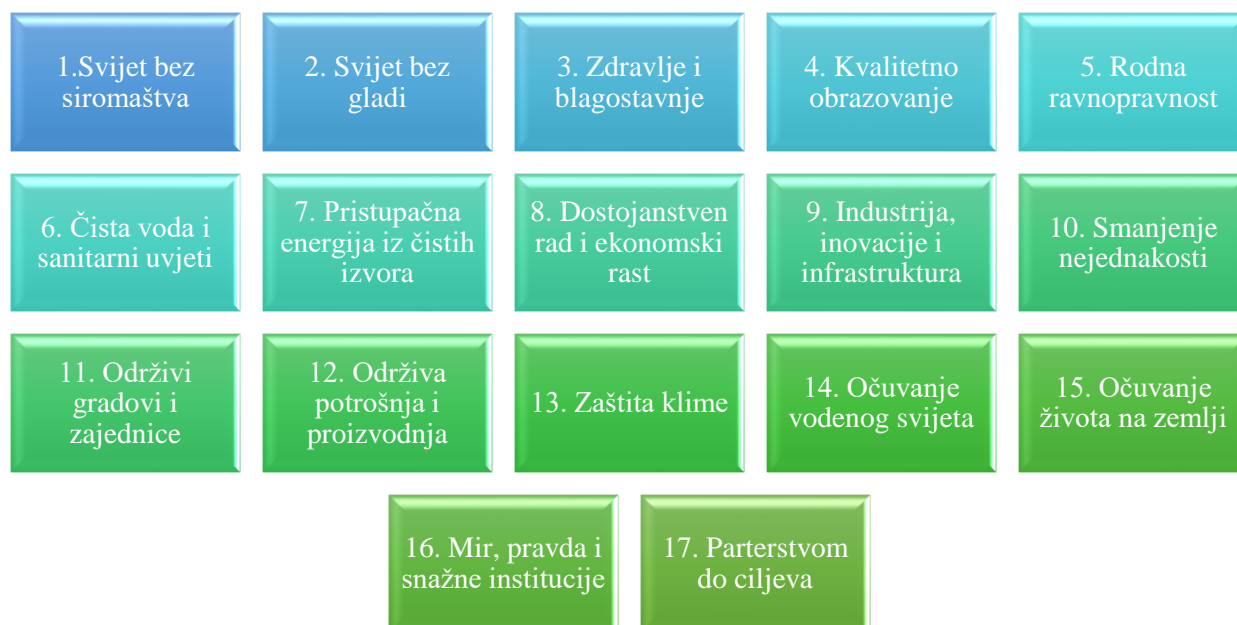 1.Svijet bez
siromaštva
2. Svijet bez
gladi
3. Zdravlje i
blagostavnje
4. Kvalitetno
obrazovanje
5. Rodna
ravnopravnost
6. Čista voda i
sanitarni uvjeti
7. Pristupačna
energija iz čistih
izvora
8. Dostojanstven
rad i ekonomski
rast
9. Industrija,
inovacije i
infrastruktura
10. Smanjenje
nejednakosti
11. Održivi
gradovi i
zajednice
12. Održiva
potrošnja i
proizvodnja
13. Zaštita klime
14. Očuvanje
vodenog svijeta
15. Očuvanje
života na zemlji
16. Mir, pravda i
snažne institucije
17. Parterstvom
do ciljeva